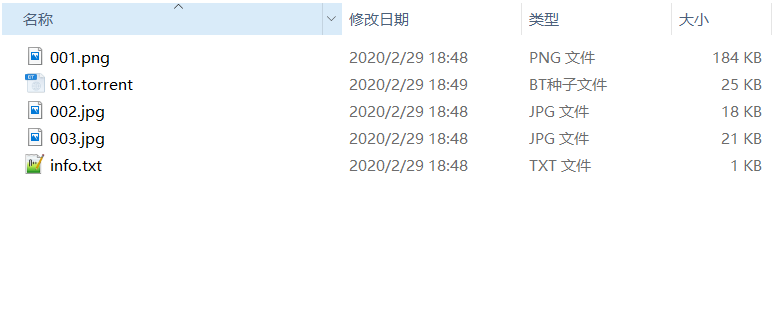 名称 修改日期 类型 大小
001.png 2020/2/29 18:48 PNG 文件 184 KB
001.torrent 2020/2/29 18:49 BT种子文件 25 KB
002.jpg 2020/2/29 18:48 JPG 文件 18 KB
003.jpg 2020/2/29 18:48 JPG 文件 21 KB
info.txt 2020/2/29 18:48 TXT 文件 1 KB